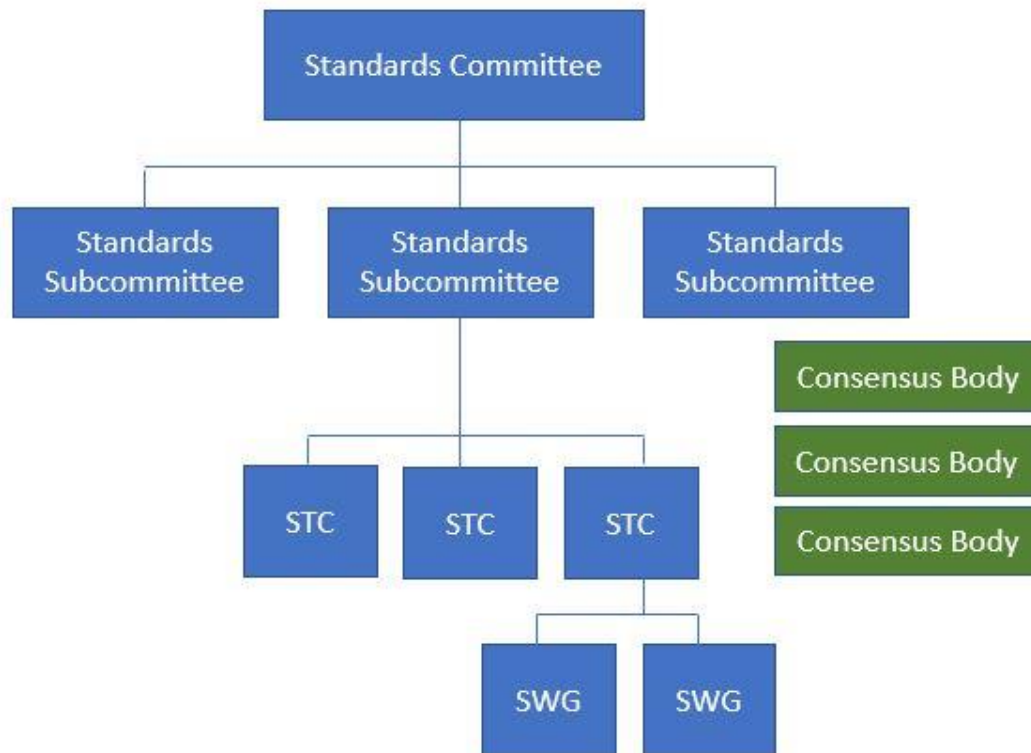 Standards Committee
Standards
Subcommittee
Standards
Subcommittee
Standards
Subcommittee
Consensus Body
Consensus Body
Consensus Body
STC
STC
STC
SWG
SWG